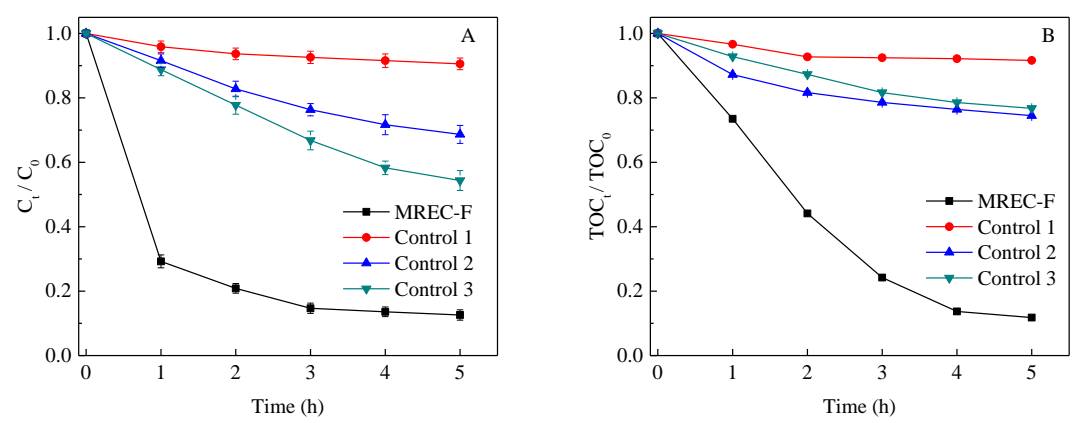 A
1.0
0.8
0.6
0.4
0.2
0.0
C_t / C_0
MREC-F
Control 1
Control 2
Control 3
0 1 2 3 4 5
Time (h)
B
1.0
0.8
0.6
0.4
0.2
0.0
TOC_t / TOC_0
MREC-F
Control 1
Control 2
Control 3
0 1 2 3 4 5
Time (h)